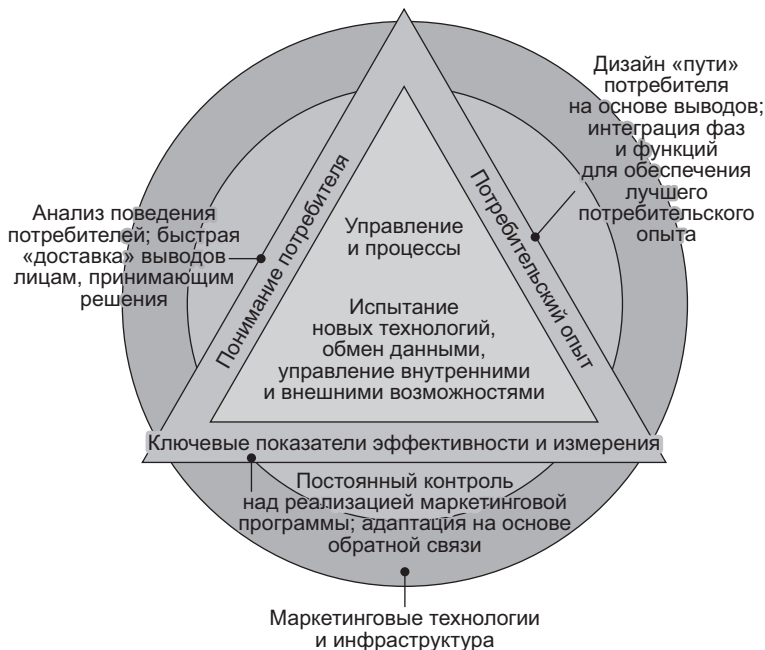 Дизайн «пути»
потребителя
на основе выводов;
интеграция фаз
и функций
для обеспечения
лучшего
потребительского
опыта
Анализ поведения
потребителей; быстрая
«доставка» выводов
лицам, принимающим
решения
Понимание потребителя
Потребительский опыт
Управление
и процессы
Испытание
новых технологий,
обмен данными,
управление внутренними
и внешними возможностями
Ключевые показатели эффективности и измерения
Постоянный контроль
над реализацией маркетинговой
программы; адаптация на основе
обратной связи
Маркетинговые технологии
и инфраструктура